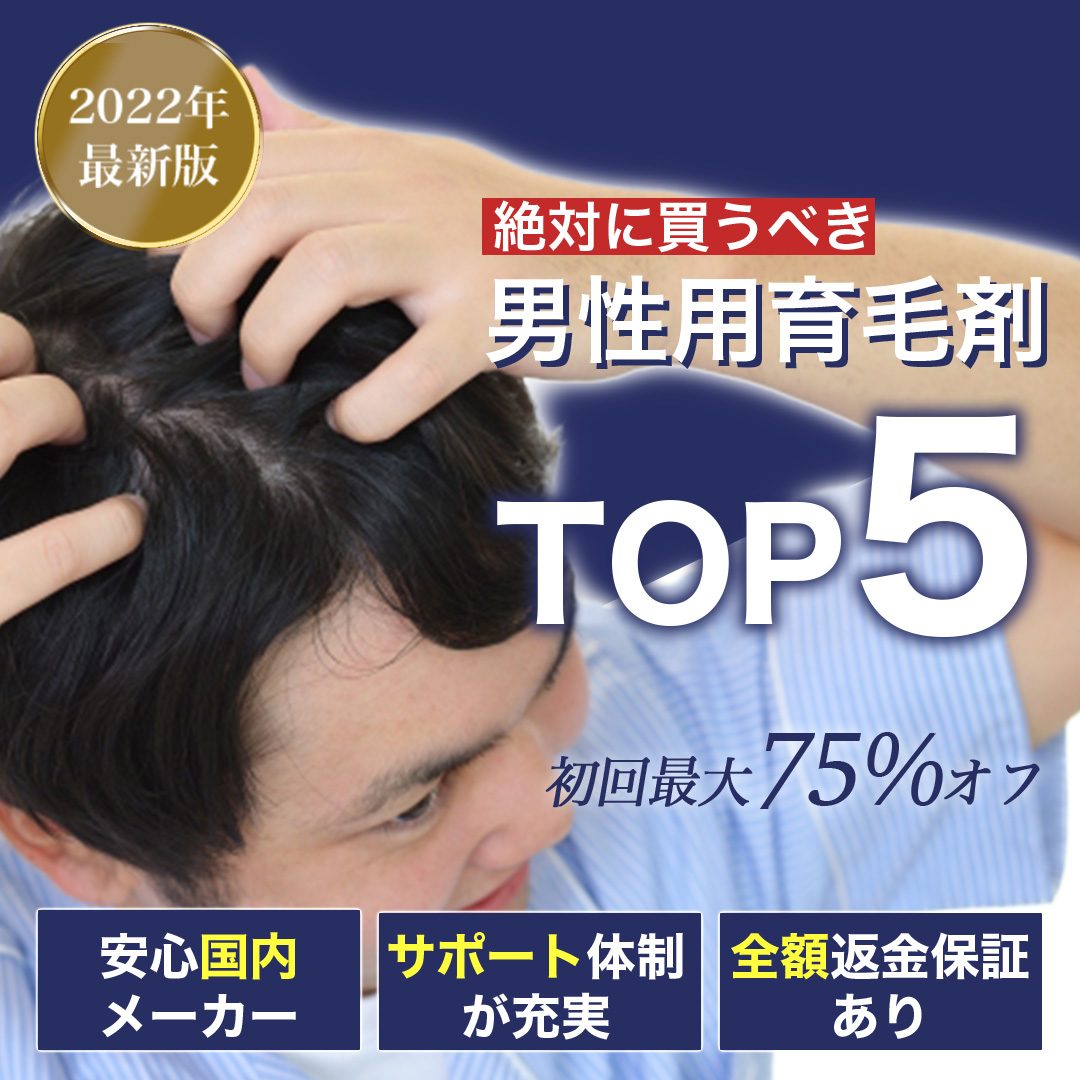 2022年
最新版
絶対に買うべき
男性用育毛剤
TOP5
初回最大75%オフ
安心国内
メーカー
サポート体制
が充実
全額返金保証
あり